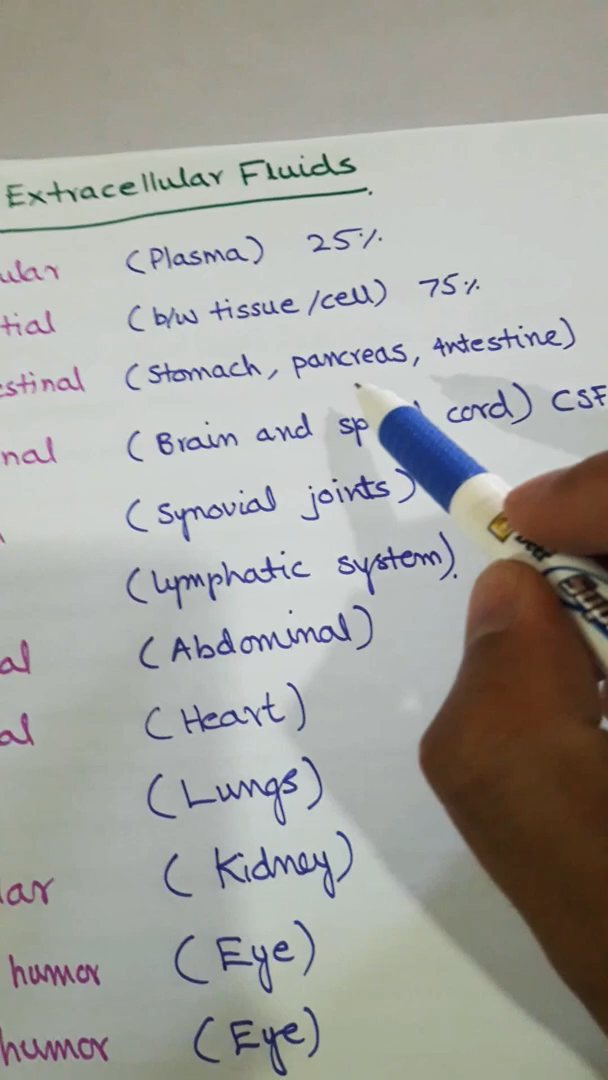 Extracellular Fluids
ular (Plasma) 25%
tial (b/w tissue/cell) 75%
estinal (Stomach, pancreas, Intestine)
nal (Brain and sp cord) CSF
(Synovial joints)
(Lymphatic system).
al (Abdominal)
al (Heart)
(Lungs)
lar (Kidney)
humor (Eye)
humor (Eye)